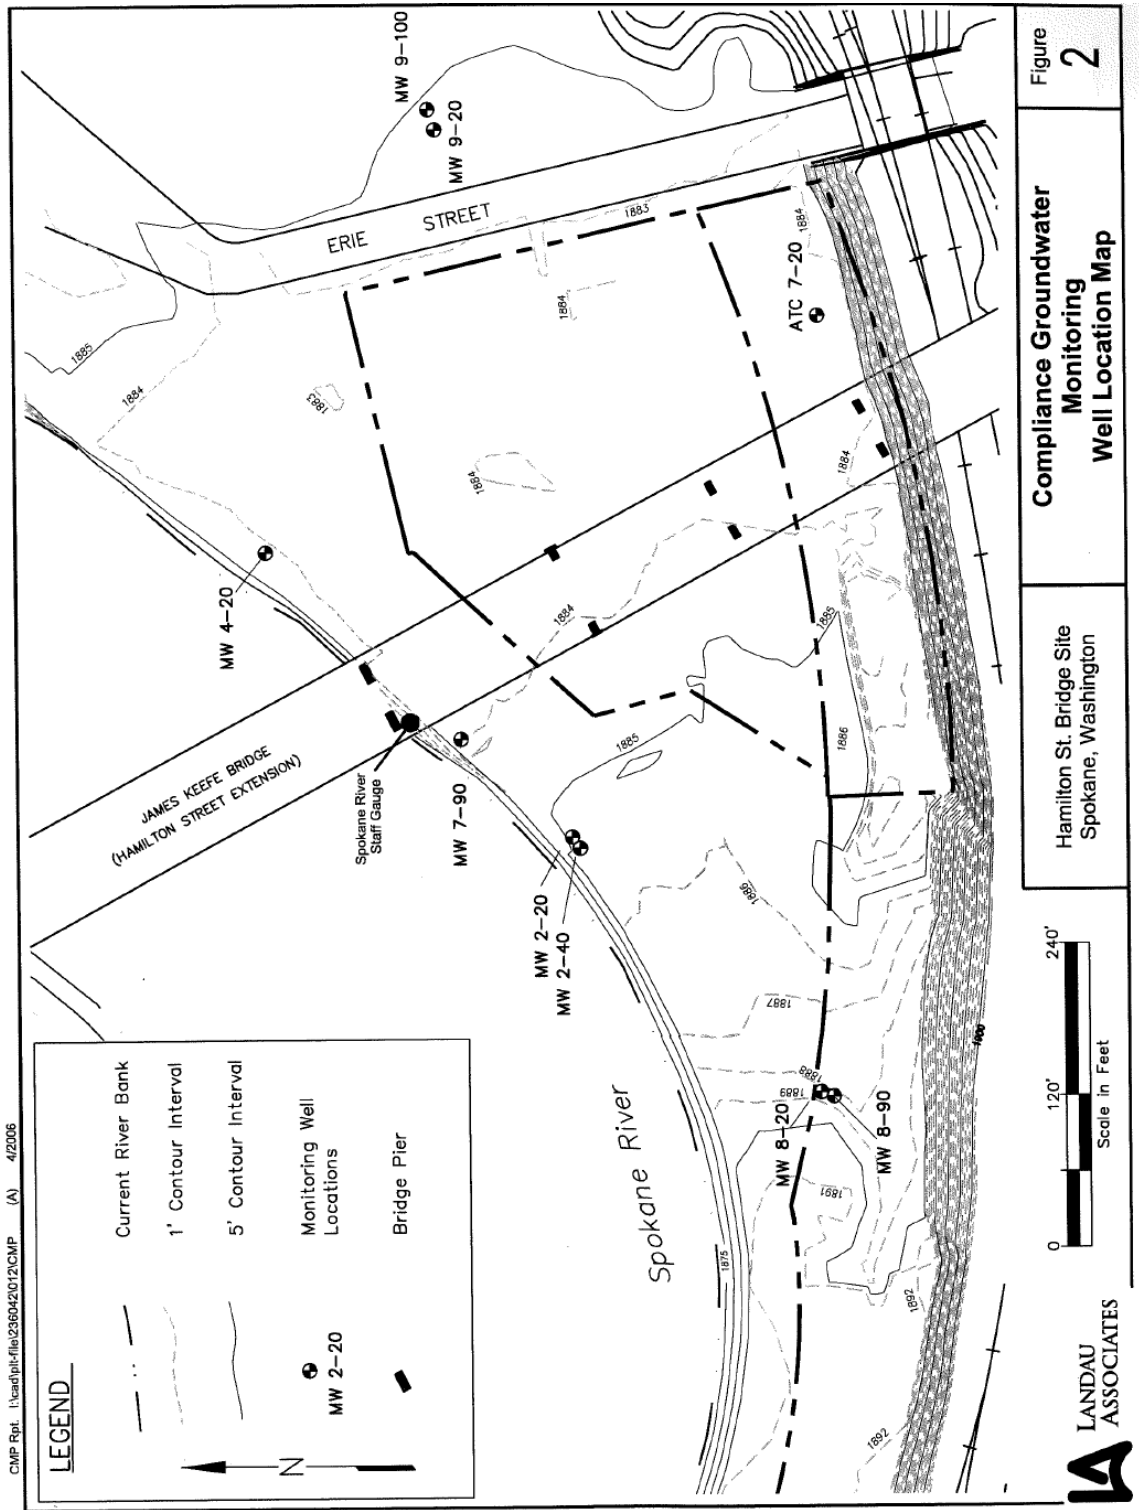 CMP Rpt. I:\cad\plt-file\236042\012\CMP (A) 4/2006
LEGEND
Current River Bank
1' Contour Interval
5' Contour Interval
MW 2-20
Monitoring Well
Locations
Bridge Pier
N
JAMES KEEFE BRIDGE
(HAMILTON STREET EXTENSION)
Spokane River
Staff Gauge
MW 4-20
MW 7-90
MW 2-20
MW 2-40
MW 8-20
MW 8-90
MW 9-100
MW 9-20
ATC 7-20
ERIE STREET
Spokane River
1885
1884
1883
1884
1884
1883
1884
1884
1884
1885
1885
1886
1886
1887
1888
1889
1891
1892
1892
1875
1900
0 120' 240'
Scale in Feet
LANDAU
ASSOCIATES
Hamilton St. Bridge Site
Spokane, Washington
Compliance Groundwater
Monitoring
Well Location Map
Figure
2